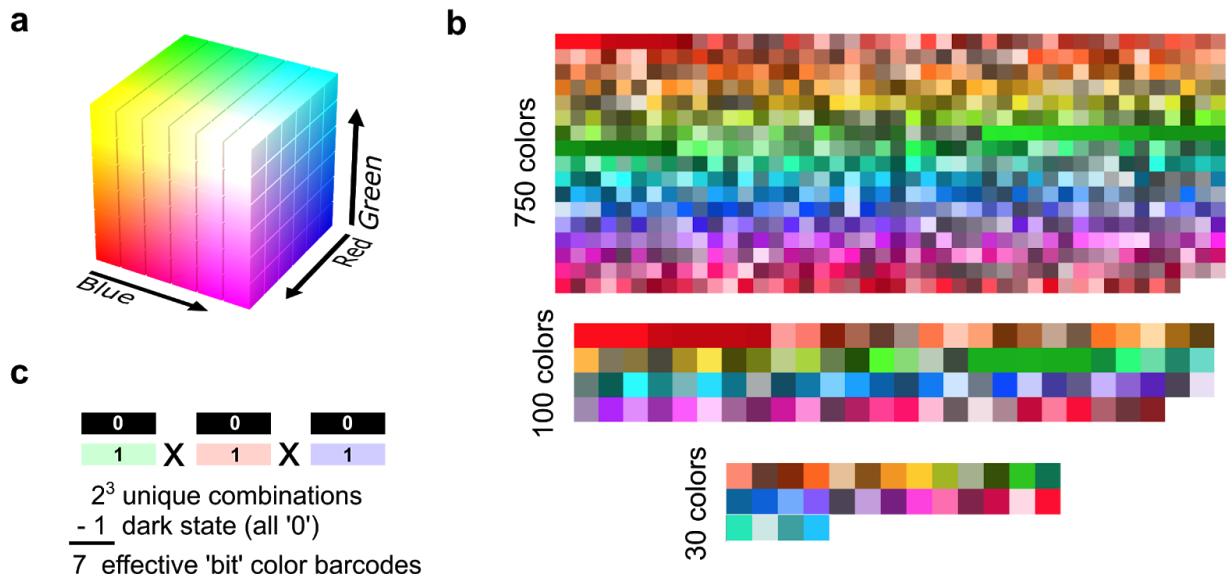 a
Blue
Red
Green
b
750 colors
100 colors
30 colors
c
0 0 0
1 X 1 X 1
2³ unique combinations
- 1 dark state (all '0')
7 effective 'bit' color barcodes